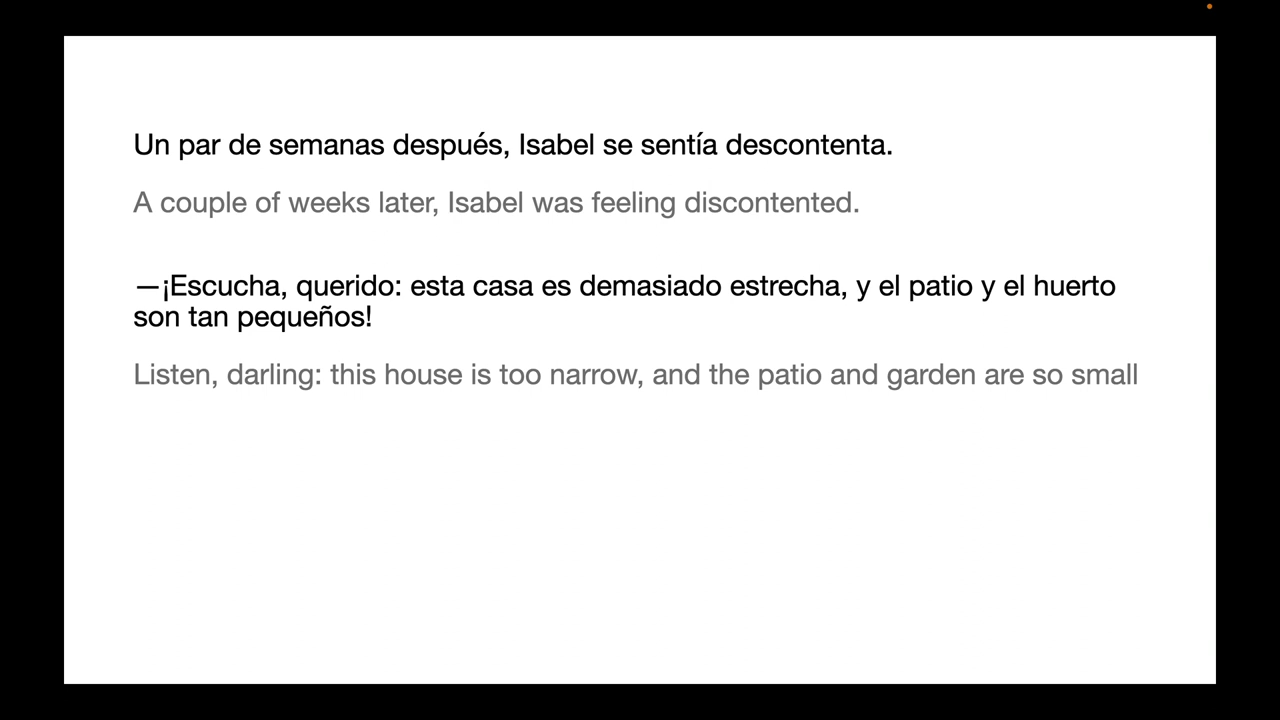 Un par de semanas después, Isabel se sentía descontenta.
A couple of weeks later, Isabel was feeling discontented.
—¡Escucha, querido: esta casa es demasiado estrecha, y el patio y el huerto
son tan pequeños!
Listen, darling: this house is too narrow, and the patio and garden are so small